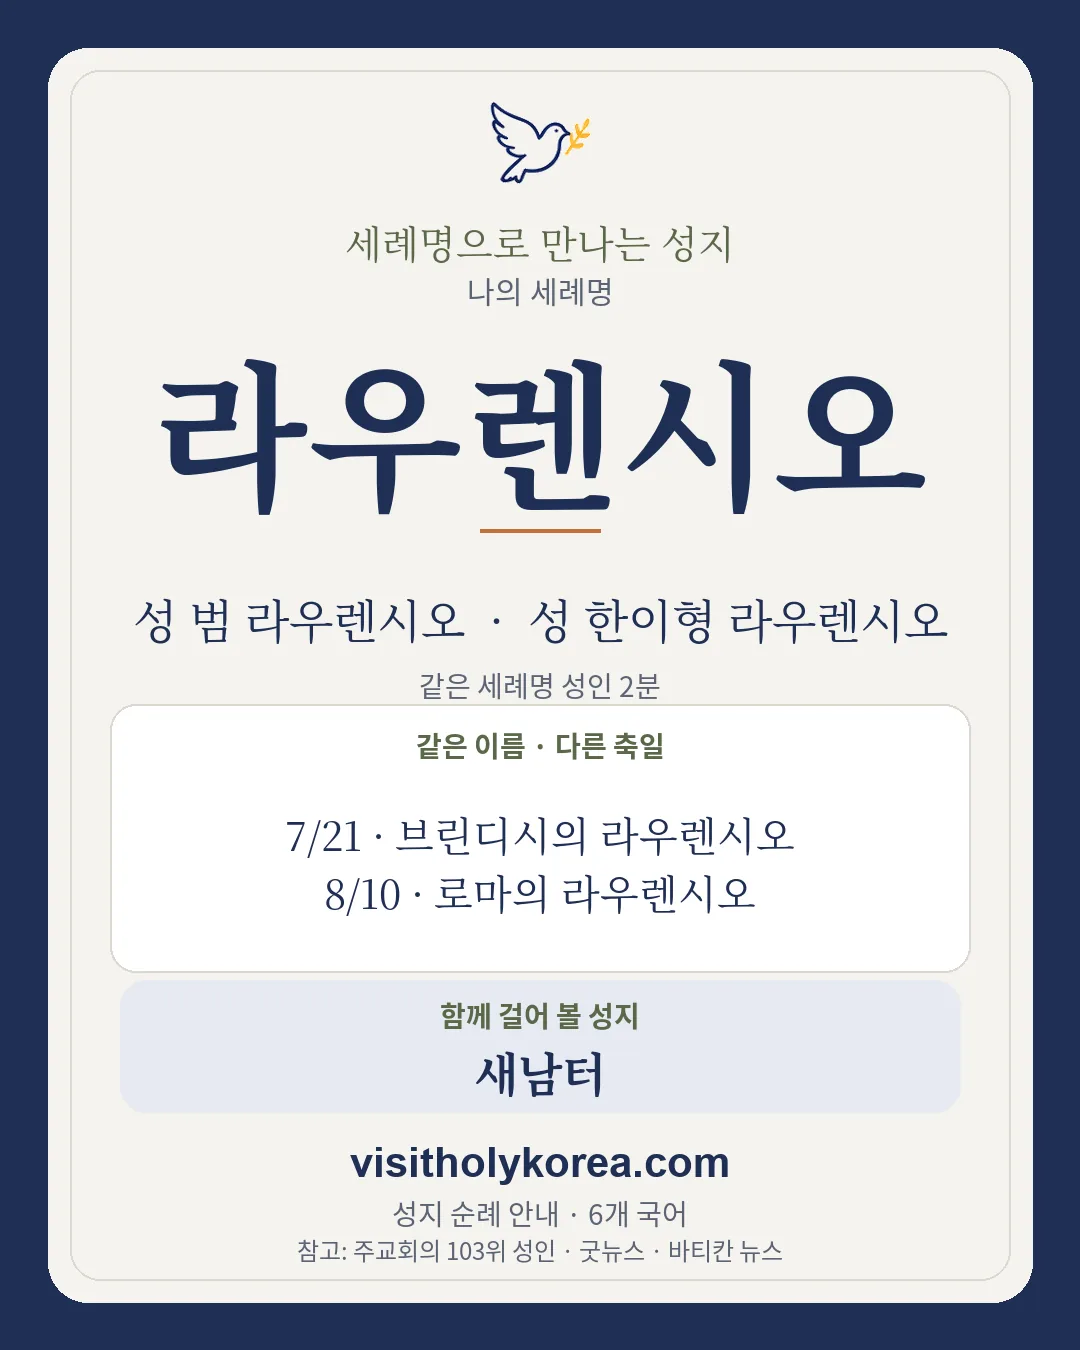 세례명으로 만나는 성지
나의 세례명
라우렌시오
성 범 라우렌시오 · 성 한이형 라우렌시오
같은 세례명 성인 2분
같은 이름 · 다른 축일
7/21 · 브린디시의 라우렌시오
8/10 · 로마의 라우렌시오
함께 걸어 볼 성지
새남터
visitholykorea.com
성지 순례 안내 · 6개 국어
참고: 주교회의 103위 성인 · 굿뉴스 · 바티칸 뉴스